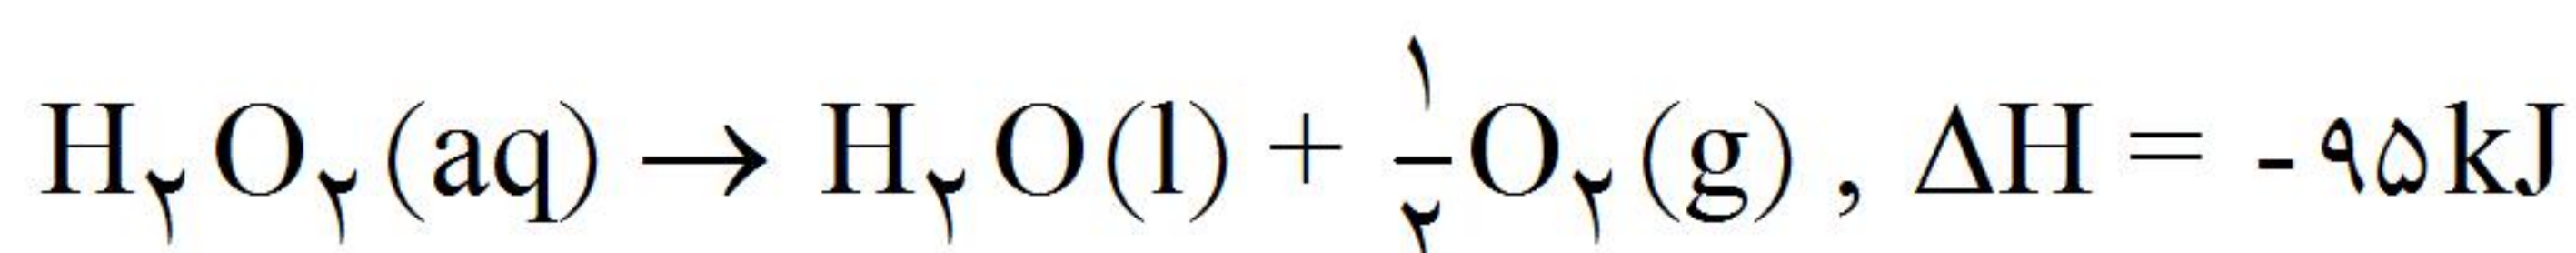 H۲O۲(aq) → H۲O(l) + ۱/۲O۲(g) , ΔH = -۹۵kJ